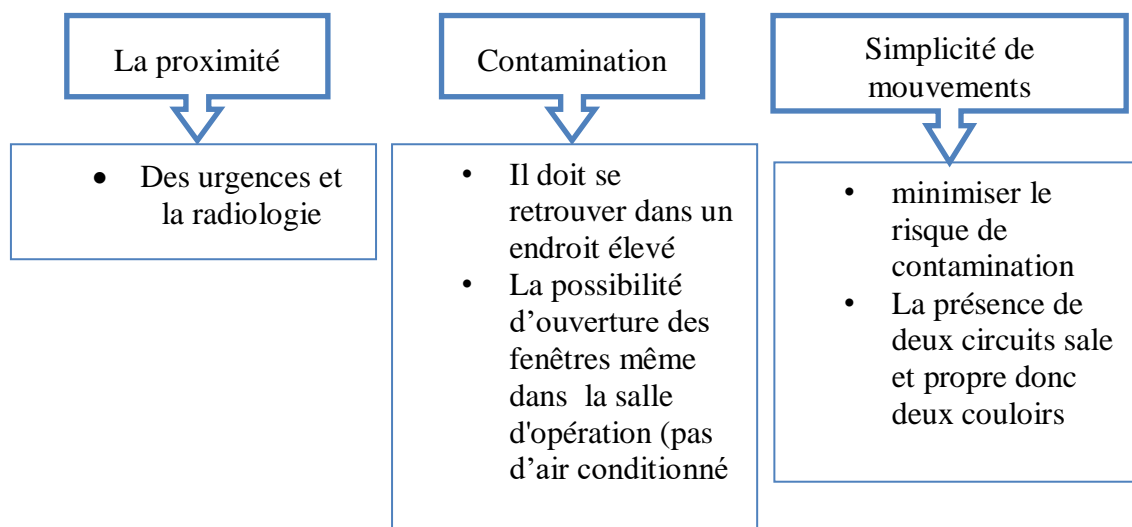 La proximité
• Des urgences et
la radiologie
Contamination
• Il doit se
retrouver dans un
endroit élevé
• La possibilité
d’ouverture des
fenêtres même
dans la salle
d'opération (pas
d’air conditionné
Simplicité de
mouvements
• minimiser le
risque de
contamination
• La présence de
deux circuits sale
et propre donc
deux couloirs